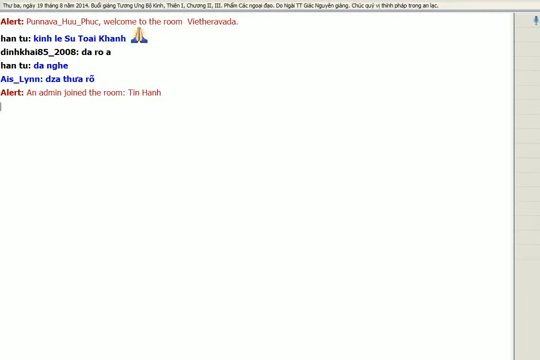 Thư ba, ngày 19 tháng 8 năm 2014. Buổi giảng Tương Ưng Bộ Kinh, Thiên I, Chương II, III. Phẩm Các ngoại đạo. Do Ngài TT Giác Nguyên giảng. Chúc quý vị thính pháp trong an lạc.
Alert: Punnava_Huu_Phuc, welcome to the room Vietheravada.
han tu: kinh le Su Toai Khanh
dinhkhai85_2008: da ro a
han tu: da nghe
Ais_Lynn: dza thưa rõ
Alert: An admin joined the room: Tin Hanh